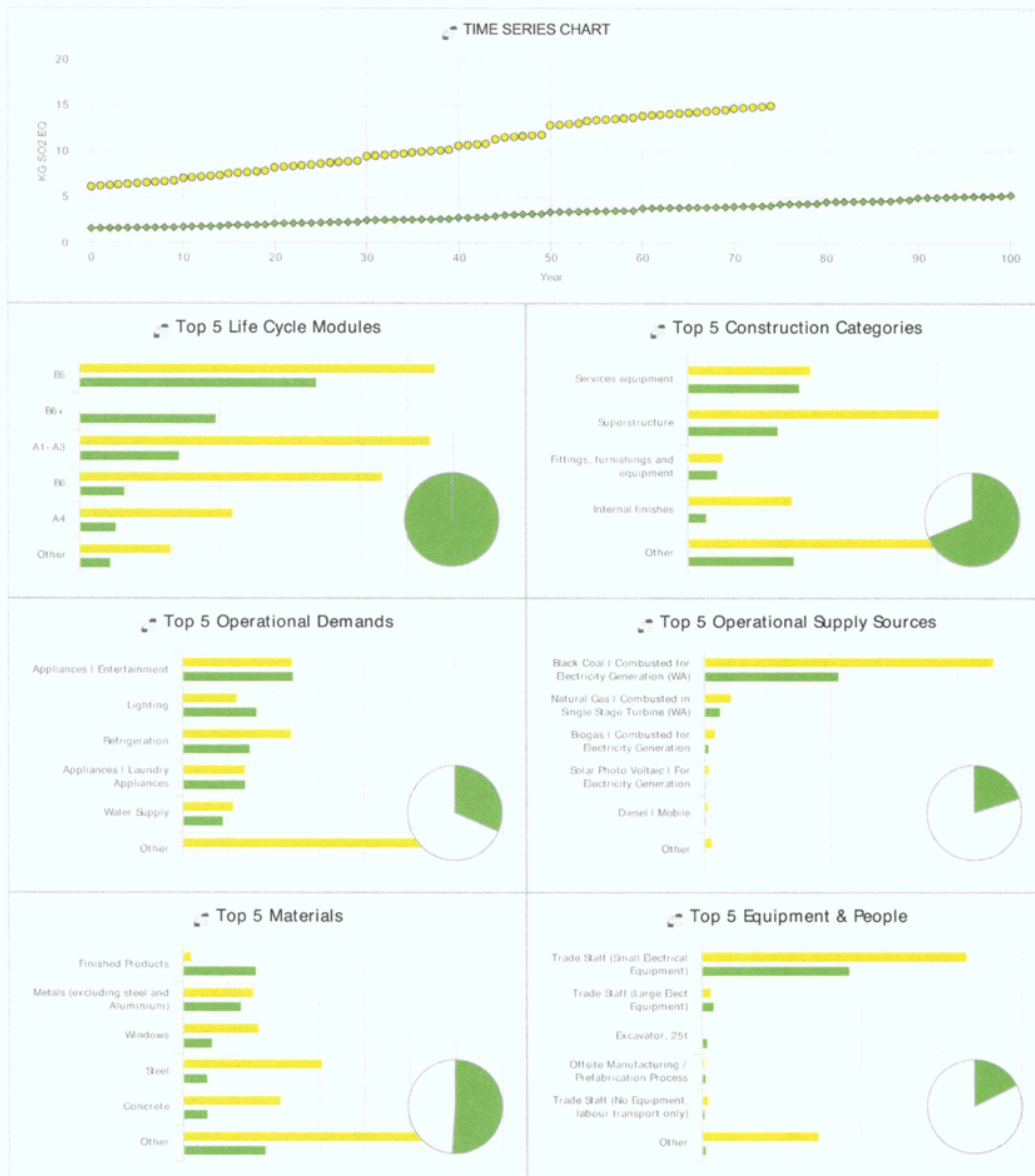 TIME SERIES CHART
20
15
10
5
0
KG SO2 EQ
0 10 20 30 40 50 60 70 80 90 100
Year
Top 5 Life Cycle Modules
B5
B6+
A1-A3
B6
A4
Other
Top 5 Construction Categories
Services equipment
Superstructure
Fittings, furnishings and
equipment
Internal finishes
Other
Top 5 Operational Demands
Appliances | Entertainment
Lighting
Refrigeration
Appliances | Laundry
Appliances
Water Supply
Other
Top 5 Operational Supply Sources
Black Coal | Combusted for
Electricity Generation (WA)
Natural Gas | Combusted in
Single Stage Turbine (WA)
Biogas | Combusted for
Electricity Generation
Solar Photo Voltaic | For
Electricity Generation
Diesel | Mobile
Other
Top 5 Materials
Finished Products
Metals (excluding steel and
Aluminium)
Windows
Steel
Concrete
Other
Top 5 Equipment & People
Trade Staff (Small Electrical
Equipment)
Trade Staff (Large Elect
Equipment)
Excavator, 25t
Offsite Manufacturing /
Prefabrication Process
Trade Staff (No Equipment,
labour transport only)
Other